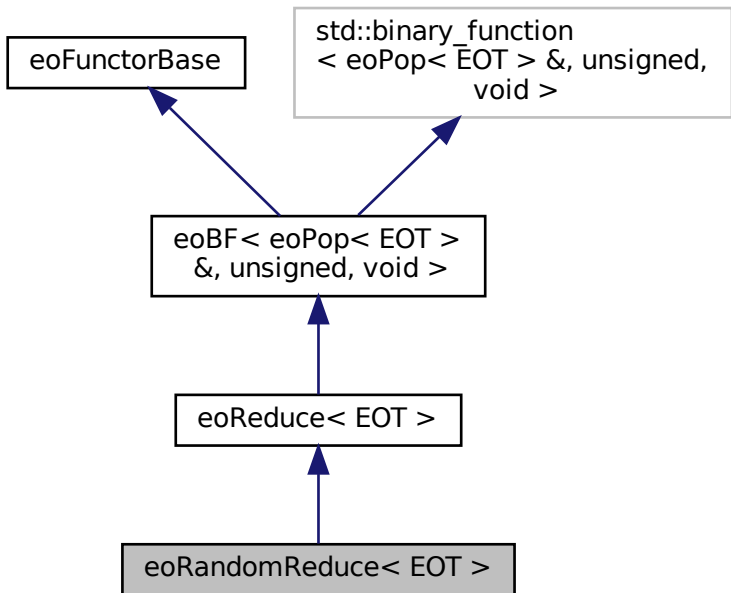 eoFunctorBase
std::binary_function
< eoPop< EOT > &, unsigned,
void >
eoBF< eoPop< EOT >
&, unsigned, void >
eoReduce< EOT >
eoRandomReduce< EOT >